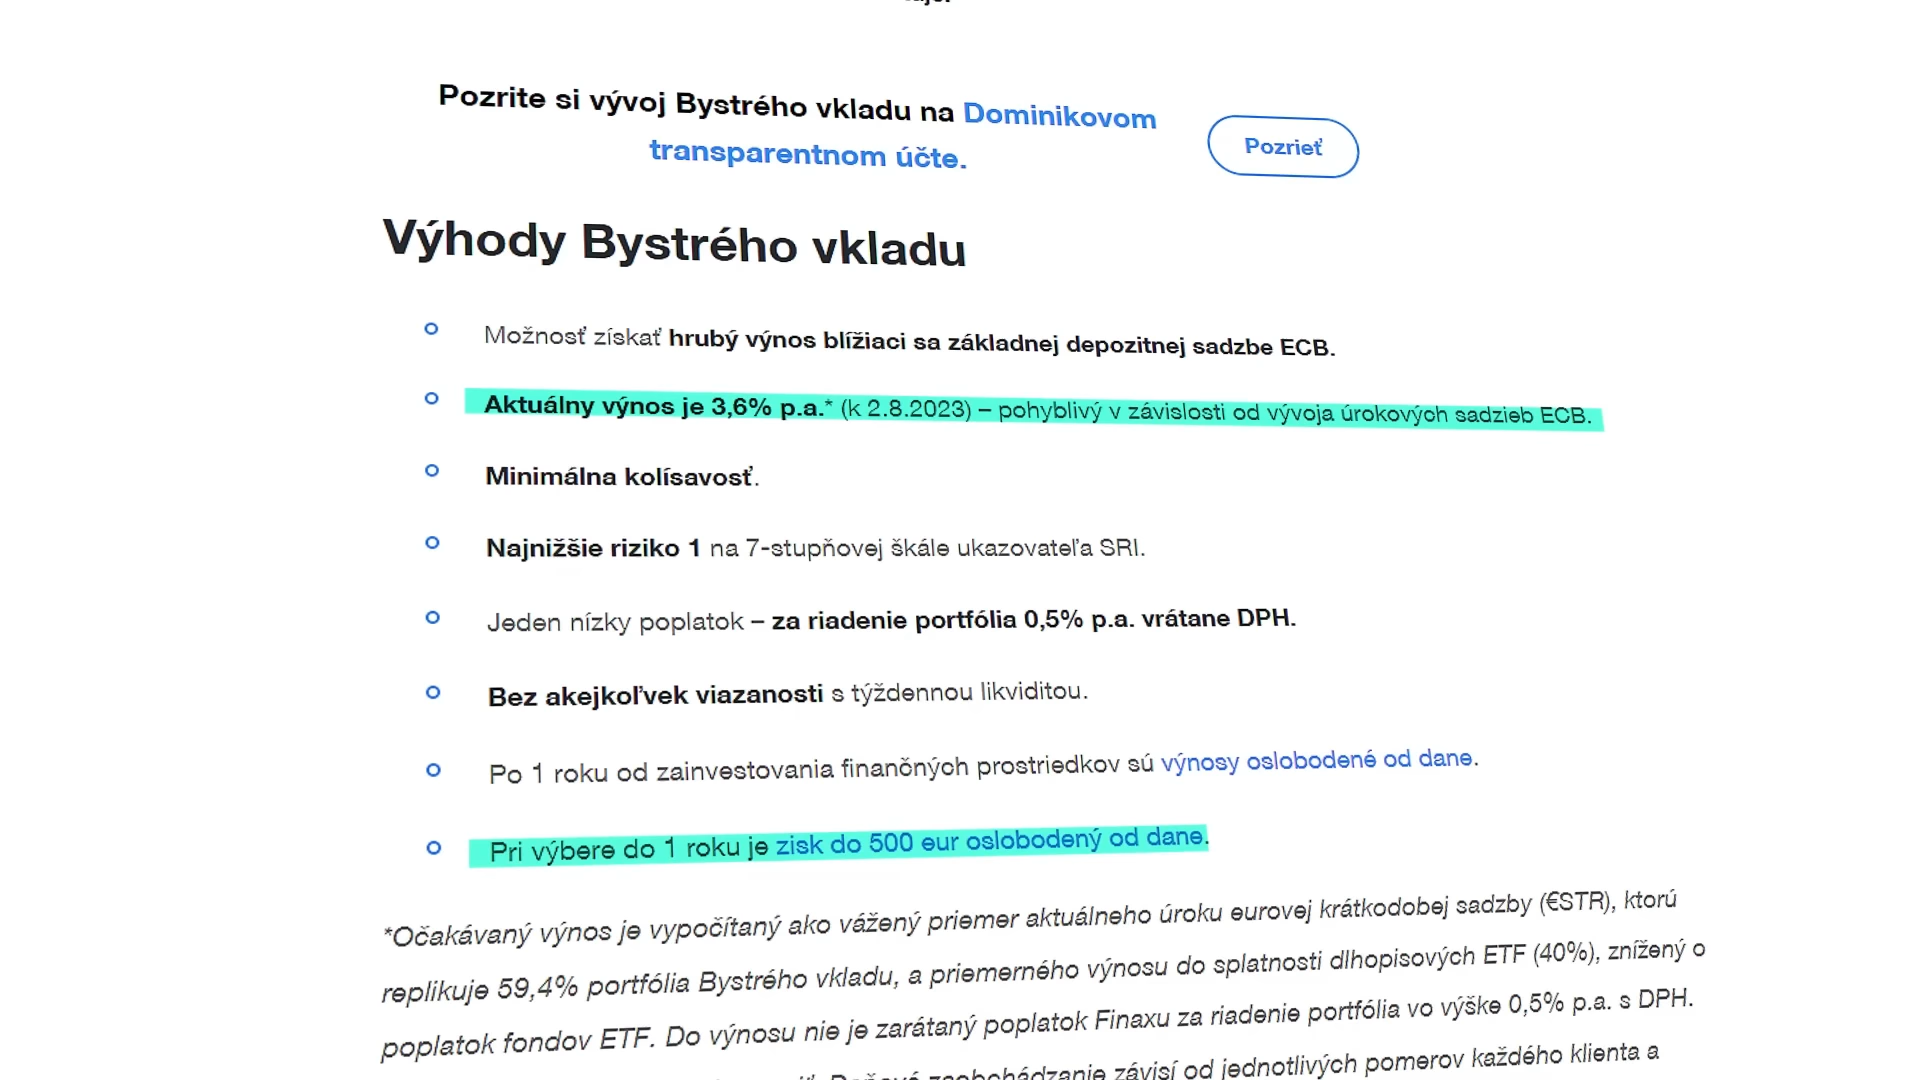 Pozrite si vývoj Bystrého vkladu na Dominikovom
transparentnom účte.
Pozrieť
Výhody Bystrého vkladu
Možnosť získať hrubý výnos blížiaci sa základnej depozitnej sadzbe ECB.
Aktuálny výnos je 3,6% p.a.* (k 2.8.2023) – pohyblivý v závislosti od vývoja úrokových sadzieb ECB.
Minimálna kolísavosť.
Najnižšie riziko 1 na 7-stupňovej škále ukazovateľa SRI.
Jeden nízky poplatok – za riadenie portfólia 0,5% p.a. vrátane DPH.
Bez akejkoľvek viazanosti s týždennou likviditou.
Po 1 roku od zainvestovania finančných prostriedkov sú výnosy oslobodené od dane.
Pri výbere do 1 roku je zisk do 500 eur oslobodený od dane.
*Očakávaný výnos je vypočítaný ako vážený priemer aktuálneho úroku eurovej krátkodobej sadzby (€STR), ktorú
replikuje 59,4% portfólia Bystrého vkladu, a priemerného výnosu do splatnosti dlhopisových ETF (40%), znížený o
poplatok fondov ETF. Do výnosu nie je zarátaný poplatok Finaxu za riadenie portfólia vo výške 0,5% p.a. s DPH.
zaobchádzanie závisí od jednotlivých pomerov každého klienta a